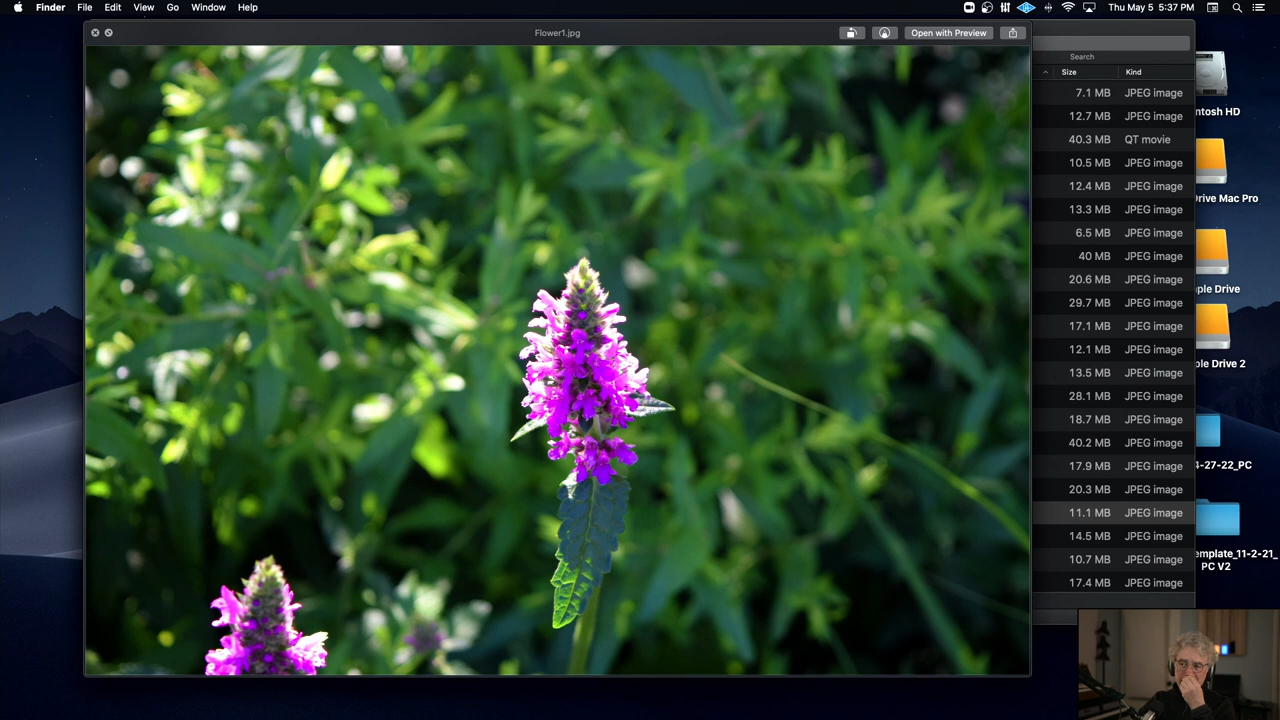 Finder File Edit View Go Window Help Thu May 5 5:37 PM
Flower1.jpg Open with Preview
Search
Size Kind
7.1 MB JPEG image
12.7 MB JPEG image
40.3 MB QT movie
10.5 MB JPEG image
12.4 MB JPEG image
13.3 MB JPEG image
6.5 MB JPEG image
40 MB JPEG image
20.6 MB JPEG image
29.7 MB JPEG image
17.1 MB JPEG image
12.1 MB JPEG image
13.5 MB JPEG image
28.1 MB JPEG image
18.7 MB JPEG image
40.2 MB JPEG image
17.9 MB JPEG image
20.3 MB JPEG image
11.1 MB JPEG image
14.5 MB JPEG image
10.7 MB JPEG image
17.4 MB JPEG image
ntosh HD
Drive Mac Pro
ple Drive
ple Drive 2
4-27-22_PC
emplate_11-2-21_
PC V2